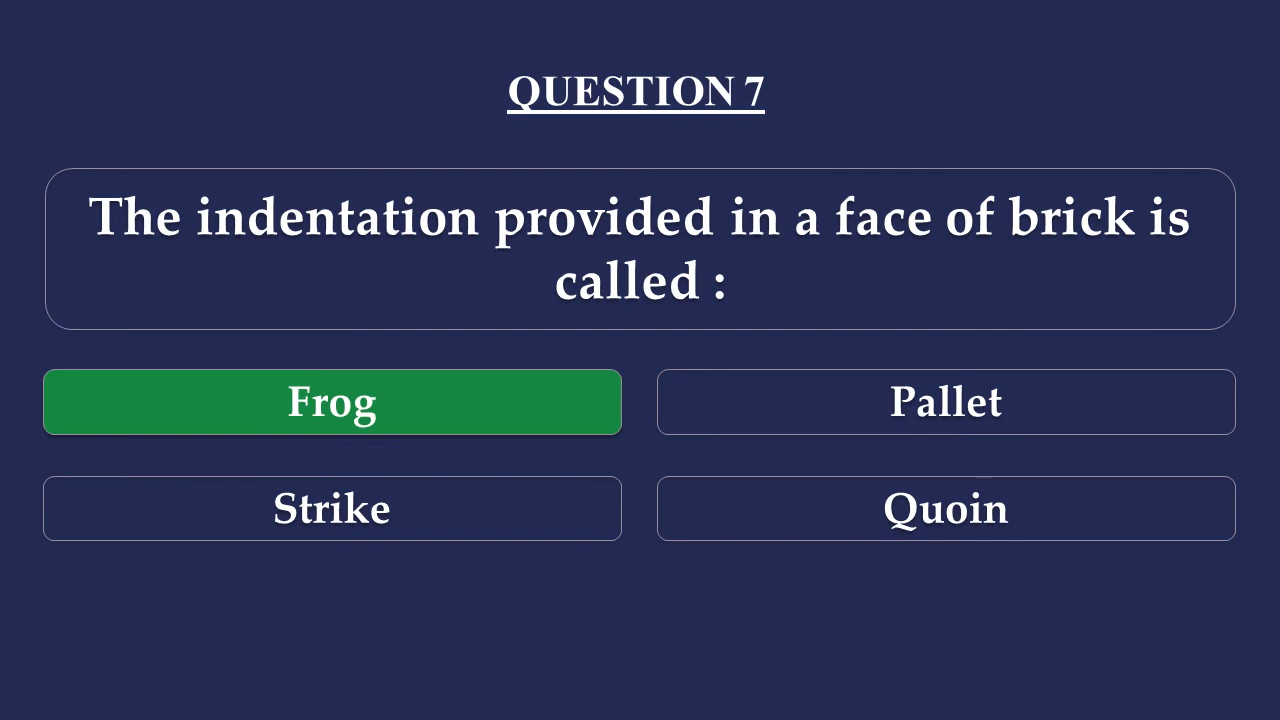 QUESTION 7
The indentation provided in a face of brick is
called :
Frog
Pallet
Strike
Quoin